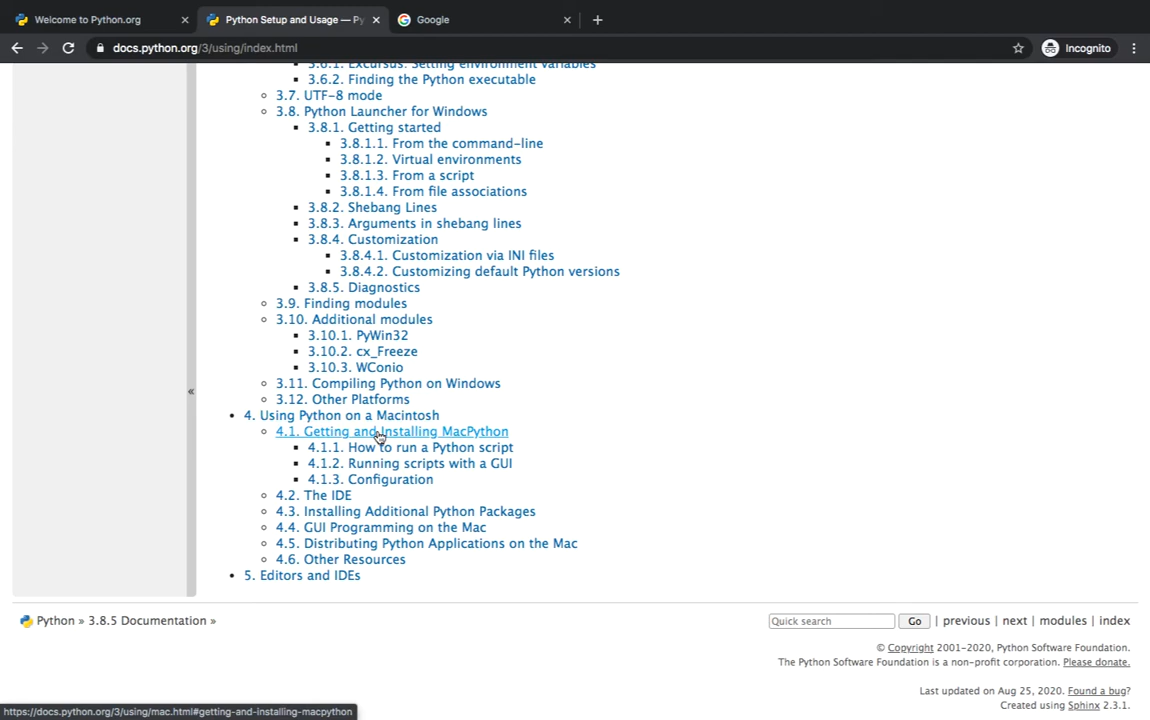 Welcome to Python.org
Python Setup and Usage — Py
Google
docs.python.org/3/using/index.html
Incognito
3.6.1. Excursus: Setting environment variables
3.6.2. Finding the Python executable
3.7. UTF-8 mode
3.8. Python Launcher for Windows
3.8.1. Getting started
3.8.1.1. From the command-line
3.8.1.2. Virtual environments
3.8.1.3. From a script
3.8.1.4. From file associations
3.8.2. Shebang Lines
3.8.3. Arguments in shebang lines
3.8.4. Customization
3.8.4.1. Customization via INI files
3.8.4.2. Customizing default Python versions
3.8.5. Diagnostics
3.9. Finding modules
3.10. Additional modules
3.10.1. PyWin32
3.10.2. cx_Freeze
3.10.3. WConio
3.11. Compiling Python on Windows
3.12. Other Platforms
«
4. Using Python on a Macintosh
4.1. Getting and Installing MacPython
4.1.1. How to run a Python script
4.1.2. Running scripts with a GUI
4.1.3. Configuration
4.2. The IDE
4.3. Installing Additional Python Packages
4.4. GUI Programming on the Mac
4.5. Distributing Python Applications on the Mac
4.6. Other Resources
5. Editors and IDEs
Python » 3.8.5 Documentation »
Quick search Go | previous | next | modules | index
© Copyright 2001-2020, Python Software Foundation.
The Python Software Foundation is a non-profit corporation. Please donate.
Last updated on Aug 25, 2020. Found a bug?
Created using Sphinx 2.3.1.
https://docs.python.org/3/using/mac.html#getting-and-installing-macpython